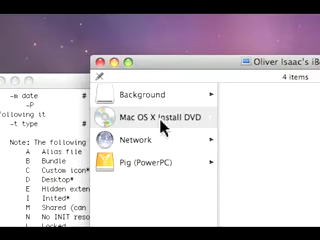 Oliver Isaac's iB
4 items
Background
Mac OS X Install DVD
Network
Pig (PowerPC)
-m date #
-P
following it
-t type #
Note: The following
A Alias file
B Bundle
C Custom icon*
D Desktop*
E Hidden exten
I Inited*
M Shared (can
N No INIT reso
L Locked